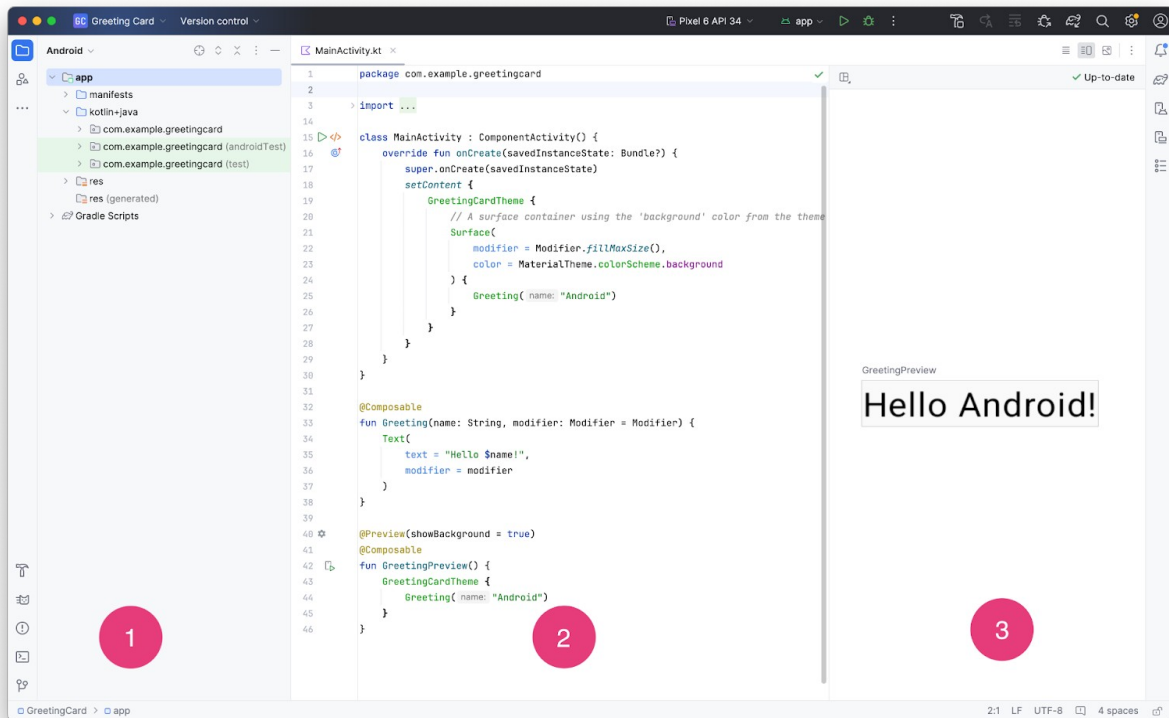 GC Greeting Card Version control Pixel 6 API 34 app
Android
MainActivity.kt
app
manifests
kotlin+java
com.example.greetingcard
com.example.greetingcard (androidTest)
com.example.greetingcard (test)
res
res (generated)
Gradle Scripts
1 package com.example.greetingcard
2
3 import ...
14
15 class MainActivity : ComponentActivity() {
16 override fun onCreate(savedInstanceState: Bundle?) {
17 super.onCreate(savedInstanceState)
18 setContent {
19 GreetingCardTheme {
20 // A surface container using the 'background' color from the theme
21 Surface(
22 modifier = Modifier.fillMaxSize(),
23 color = MaterialTheme.colorScheme.background
24 ) {
25 Greeting( name: "Android")
26 }
27 }
28 }
29 }
30 }
31
32 @Composable
33 fun Greeting(name: String, modifier: Modifier = Modifier) {
34 Text(
35 text = "Hello $name!",
36 modifier = modifier
37 )
38 }
39
40 @Preview(showBackground = true)
41 @Composable
42 fun GreetingPreview() {
43 GreetingCardTheme {
44 Greeting( name: "Android")
45 }
46 }
Up-to-date
GreetingPreview
Hello Android!
1
2
3
GreetingCard > app
2:1 LF UTF-8 4 spaces